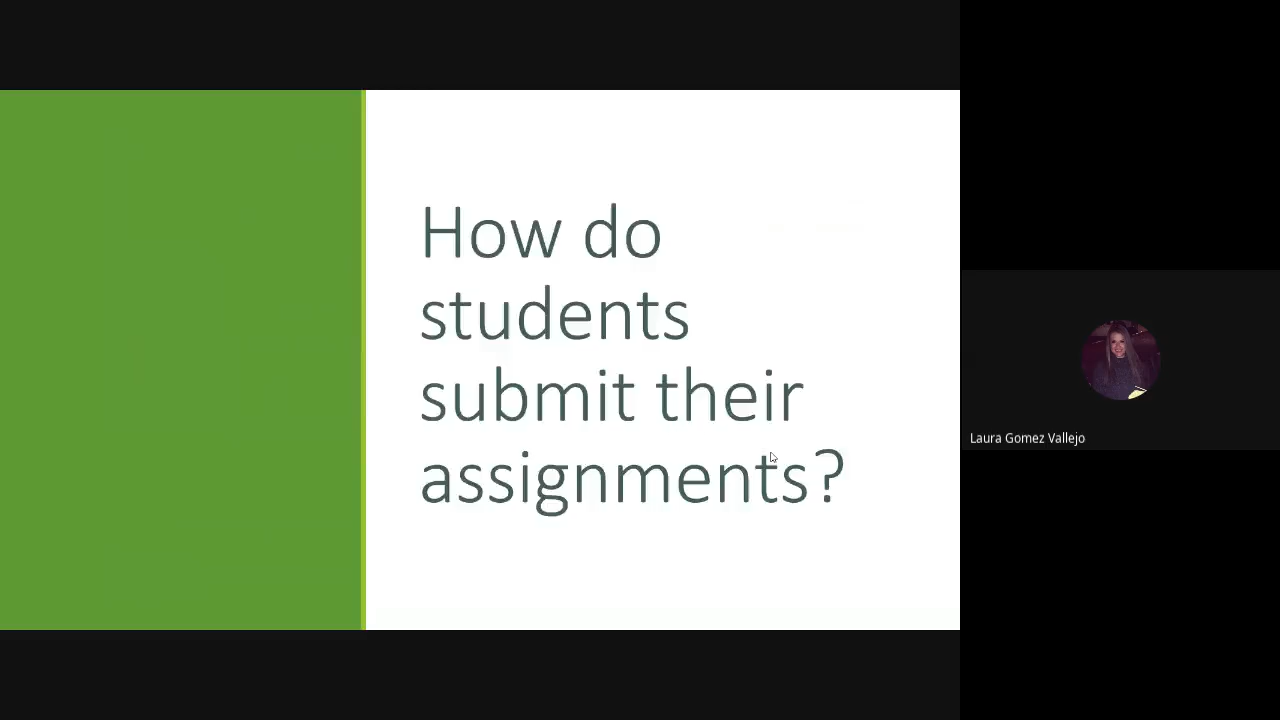 How do
students
submit their
assignments?
Laura Gomez Vallejo